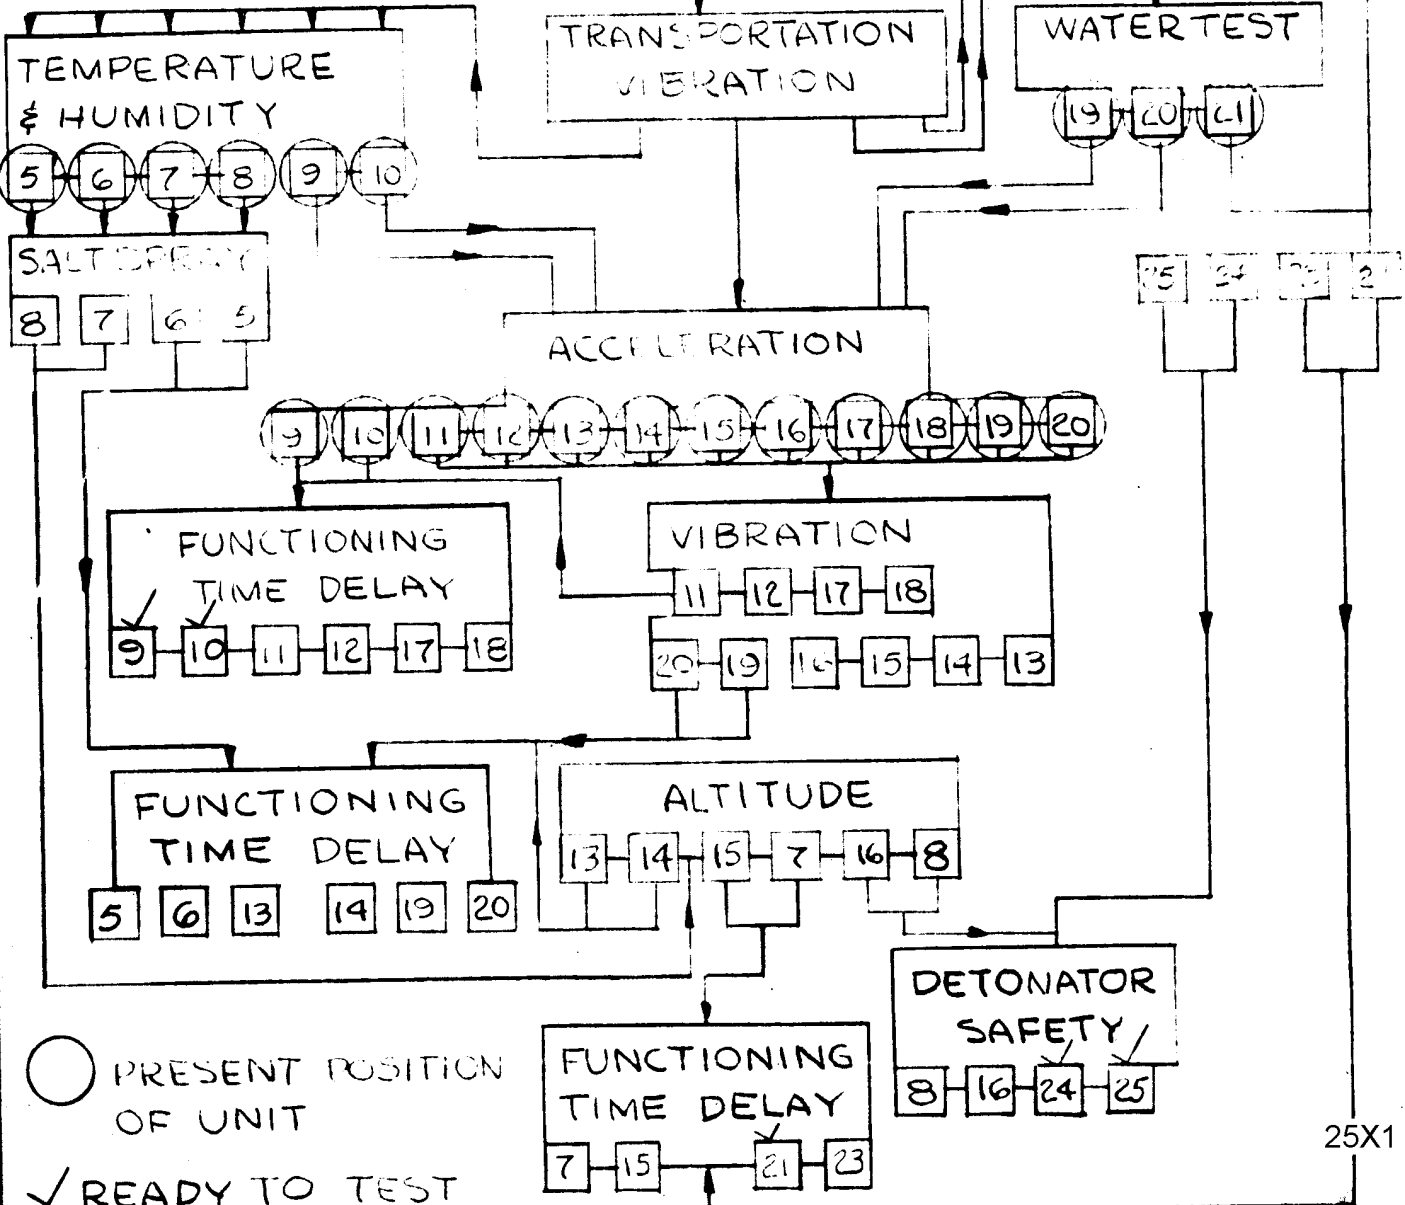 TRANSPORTATION
VIBRATION
WATER TEST
19 20 21
TEMPERATURE
& HUMIDITY
5 6 7 8 9 10
SALT SPRAY
8 7 6 5
25 24 23
ACCELERATION
9 10 11 12 13 14 15 16 17 18 19 20
FUNCTIONING
TIME DELAY
9 10 11 12 17 18
VIBRATION
11 12 17 18
20 19 16 15 14 13
FUNCTIONING
TIME DELAY
5 6 13 14 19 20
ALTITUDE
13 14 15 7 16 8
DETONATOR
SAFETY
8 16 24 25
FUNCTIONING
TIME DELAY
7 15 21 23
PRESENT POSITION
OF UNIT
✓ READY TO TEST
25X1